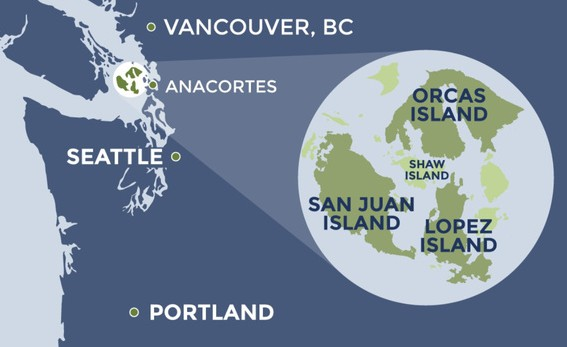 VANCOUVER, BC
ANACORTES
SEATTLE
PORTLAND
ORCAS
ISLAND
SHAW
ISLAND
SAN JUAN
ISLAND
LOPEZ
ISLAND